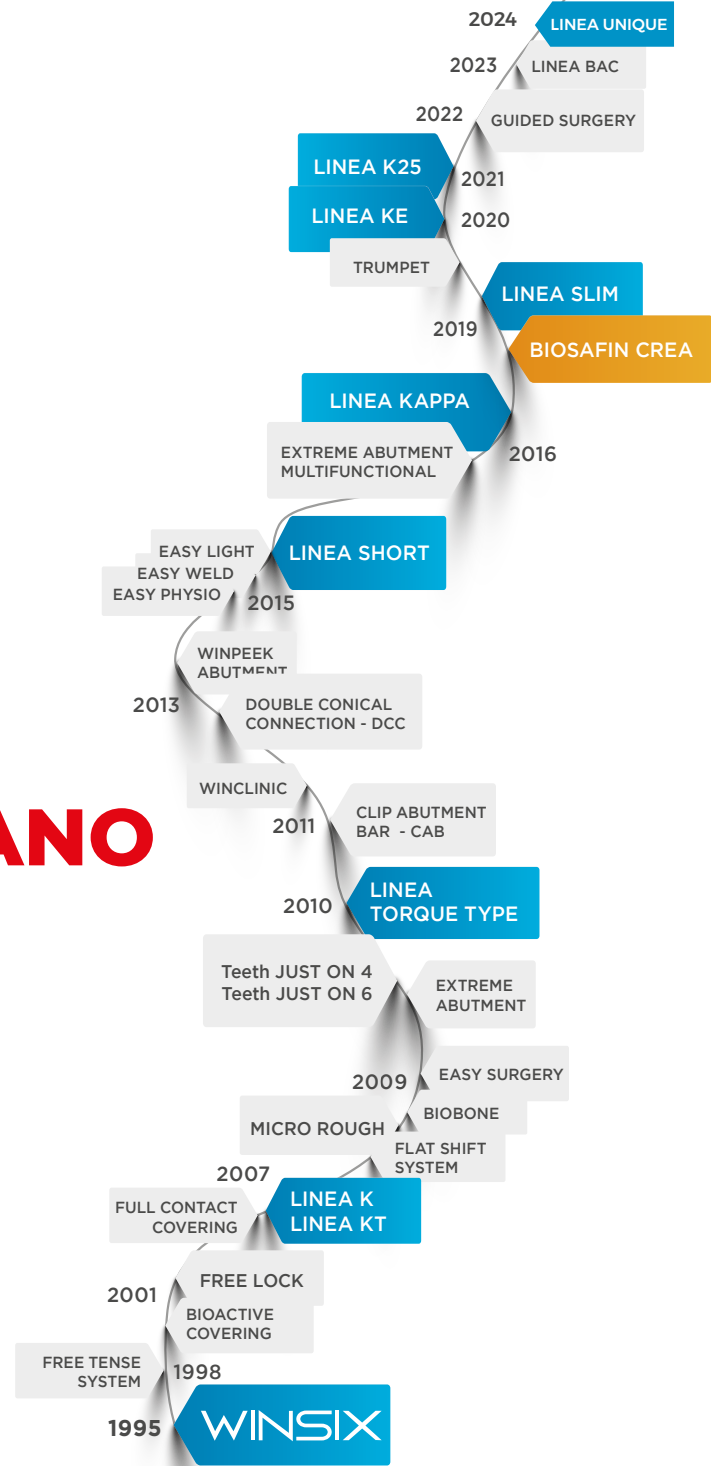 2024
LINEA UNIQUE
2023
LINEA BAC
2022
GUIDED SURGERY
LINEA K25
2021
LINEA KE
2020
TRUMPET
LINEA SLIM
2019
BIOSAFIN CREA
LINEA KAPPA
EXTREME ABUTMENT
MULTIFUNCTIONAL
2016
EASY LIGHT
LINEA SHORT
EASY WELD
EASY PHYSIO
2015
WINPEEK
ABUTMENT
2013
DOUBLE CONICAL
CONNECTION - DCC
WINCLINIC
2011
CLIP ABUTMENT
BAR - CAB
ANO
2010
LINEA
TORQUE TYPE
Teeth JUST ON 4
Teeth JUST ON 6
EXTREME
ABUTMENT
2009
EASY SURGERY
BIOBONE
MICRO ROUGH
FLAT SHIFT
SYSTEM
2007
LINEA K
LINEA KT
FULL CONTACT
COVERING
FREE LOCK
2001
BIOACTIVE
COVERING
FREE TENSE
SYSTEM
1998
1995
WINSIX